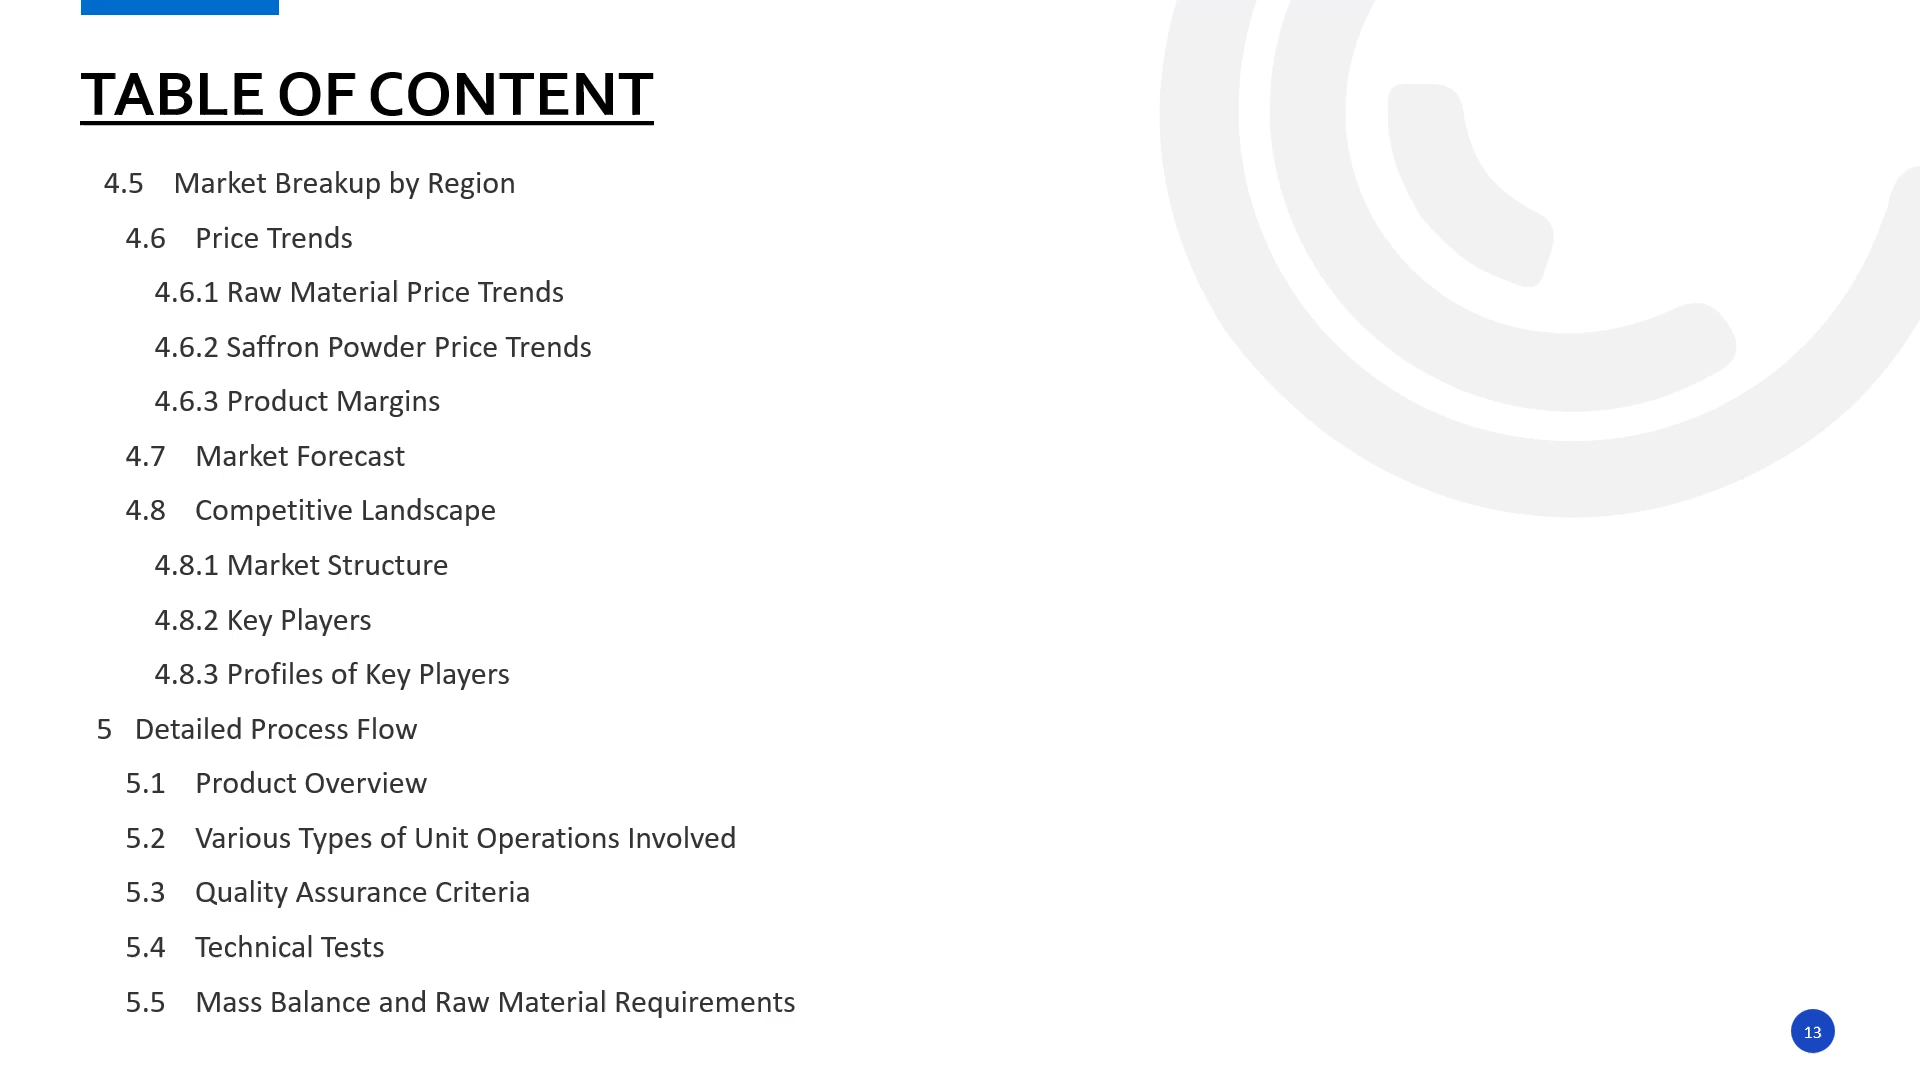 TABLE OF CONTENT
4.5 Market Breakup by Region
4.6 Price Trends
4.6.1 Raw Material Price Trends
4.6.2 Saffron Powder Price Trends
4.6.3 Product Margins
4.7 Market Forecast
4.8 Competitive Landscape
4.8.1 Market Structure
4.8.2 Key Players
4.8.3 Profiles of Key Players
5 Detailed Process Flow
5.1 Product Overview
5.2 Various Types of Unit Operations Involved
5.3 Quality Assurance Criteria
5.4 Technical Tests
5.5 Mass Balance and Raw Material Requirements
13